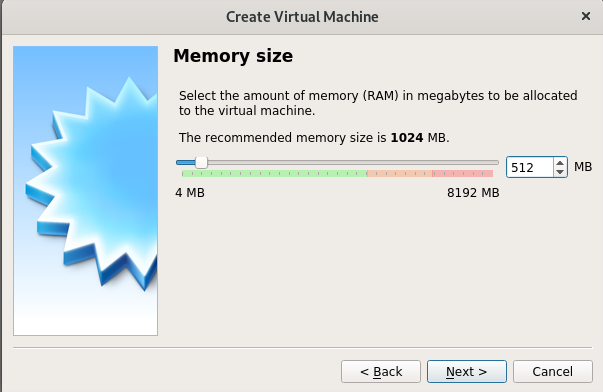 Create Virtual Machine
×
Memory size
Select the amount of memory (RAM) in megabytes to be allocated
to the virtual machine.
The recommended memory size is 1024 MB.
512 MB
4 MB 8192 MB
< Back Next > Cancel